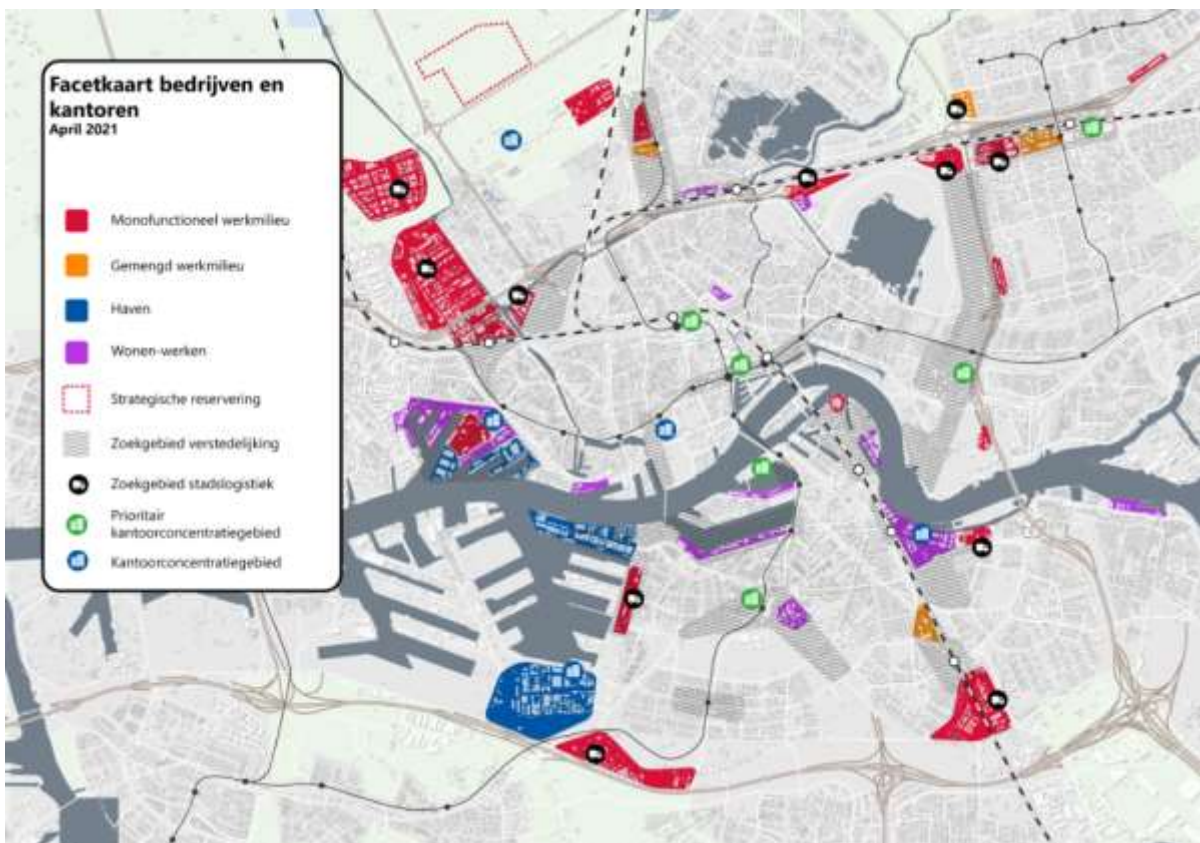 Facetkaart bedrijven en
kantoren
April 2021
Monofunctioneel werkmilieu
Gemengd werkmilieu
Haven
Wonen-werken
Strategische reservering
Zoekgebied verstedelijking
Zoekgebied stadslogistiek
Prioritair
kantoorconcentratiegebied
Kantoorconcentratiegebied